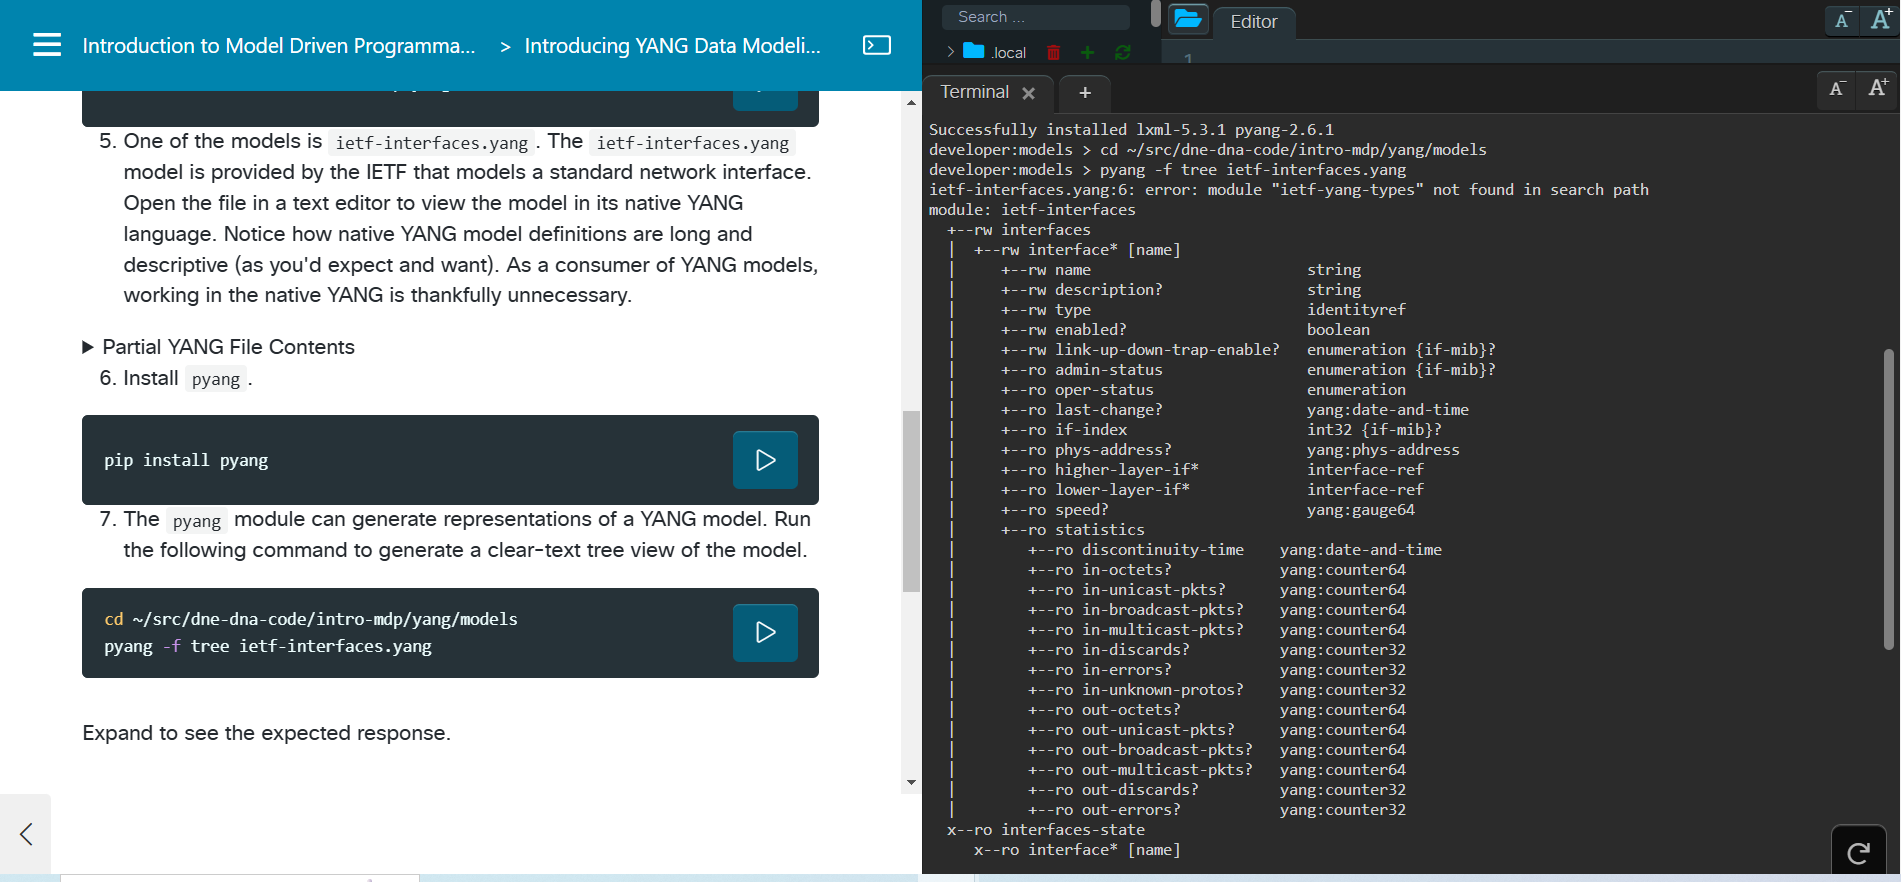 Introduction to Model Driven Programma... > Introducing YANG Data Modeli...
5. One of the models is ietf-interfaces.yang. The ietf-interfaces.yang
model is provided by the IETF that models a standard network interface.
Open the file in a text editor to view the model in its native YANG
language. Notice how native YANG model definitions are long and
descriptive (as you'd expect and want). As a consumer of YANG models,
working in the native YANG is thankfully unnecessary.
Partial YANG File Contents
6. Install pyang.
pip install pyang
7. The pyang module can generate representations of a YANG model. Run
the following command to generate a clear-text tree view of the model.
cd ~/src/dne-dna-code/intro-mdp/yang/models
pyang -f tree ietf-interfaces.yang
Expand to see the expected response.
Search ...
Editor
A- A+
> .local
1
Terminal × +
A- A+
Successfully installed lxml-5.3.1 pyang-2.6.1
developer:models > cd ~/src/dne-dna-code/intro-mdp/yang/models
developer:models > pyang -f tree ietf-interfaces.yang
ietf-interfaces.yang:6: error: module "ietf-yang-types" not found in search path
module: ietf-interfaces
  +--rw interfaces
  |  +--rw interface* [name]
  |     +--rw name                        string
  |     +--rw description?                string
  |     +--rw type                        identityref
  |     +--rw enabled?                    boolean
  |     +--rw link-up-down-trap-enable?   enumeration {if-mib}?
  |     +--ro admin-status                enumeration {if-mib}?
  |     +--ro oper-status                 enumeration
  |     +--ro last-change?                yang:date-and-time
  |     +--ro if-index                    int32 {if-mib}?
  |     +--ro phys-address?               yang:phys-address
  |     +--ro higher-layer-if*            interface-ref
  |     +--ro lower-layer-if*             interface-ref
  |     +--ro speed?                      yang:gauge64
  |     +--ro statistics
  |        +--ro discontinuity-time    yang:date-and-time
  |        +--ro in-octets?            yang:counter64
  |        +--ro in-unicast-pkts?      yang:counter64
  |        +--ro in-broadcast-pkts?    yang:counter64
  |        +--ro in-multicast-pkts?    yang:counter64
  |        +--ro in-discards?          yang:counter32
  |        +--ro in-errors?            yang:counter32
  |        +--ro in-unknown-protos?    yang:counter32
  |        +--ro out-octets?           yang:counter64
  |        +--ro out-unicast-pkts?     yang:counter64
  |        +--ro out-broadcast-pkts?   yang:counter64
  |        +--ro out-multicast-pkts?   yang:counter64
  |        +--ro out-discards?         yang:counter32
  |        +--ro out-errors?           yang:counter32
  x--ro interfaces-state
     x--ro interface* [name]